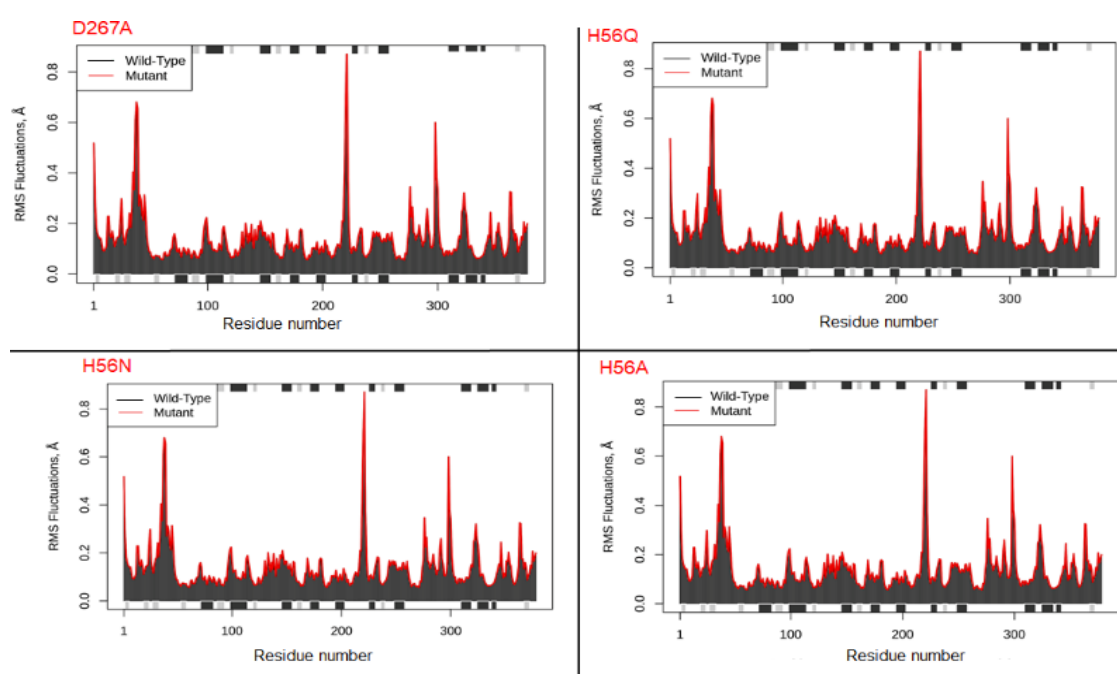 D267A
Wild-Type
Mutant
RMS Fluctuations, Å
0.8
0.6
0.4
0.2
0.0
1
100
200
300
Residue number
H56Q
Wild-Type
Mutant
RMS Fluctuations, Å
0.8
0.6
0.4
0.2
0.0
1
100
200
300
Residue number
H56N
Wild-Type
Mutant
RMS Fluctuations, Å
0.8
0.6
0.4
0.2
0.0
1
100
200
300
Residue number
H56A
Wild-Type
Mutant
RMS Fluctuations, Å
0.8
0.6
0.4
0.2
0.0
1
100
200
300
Residue number